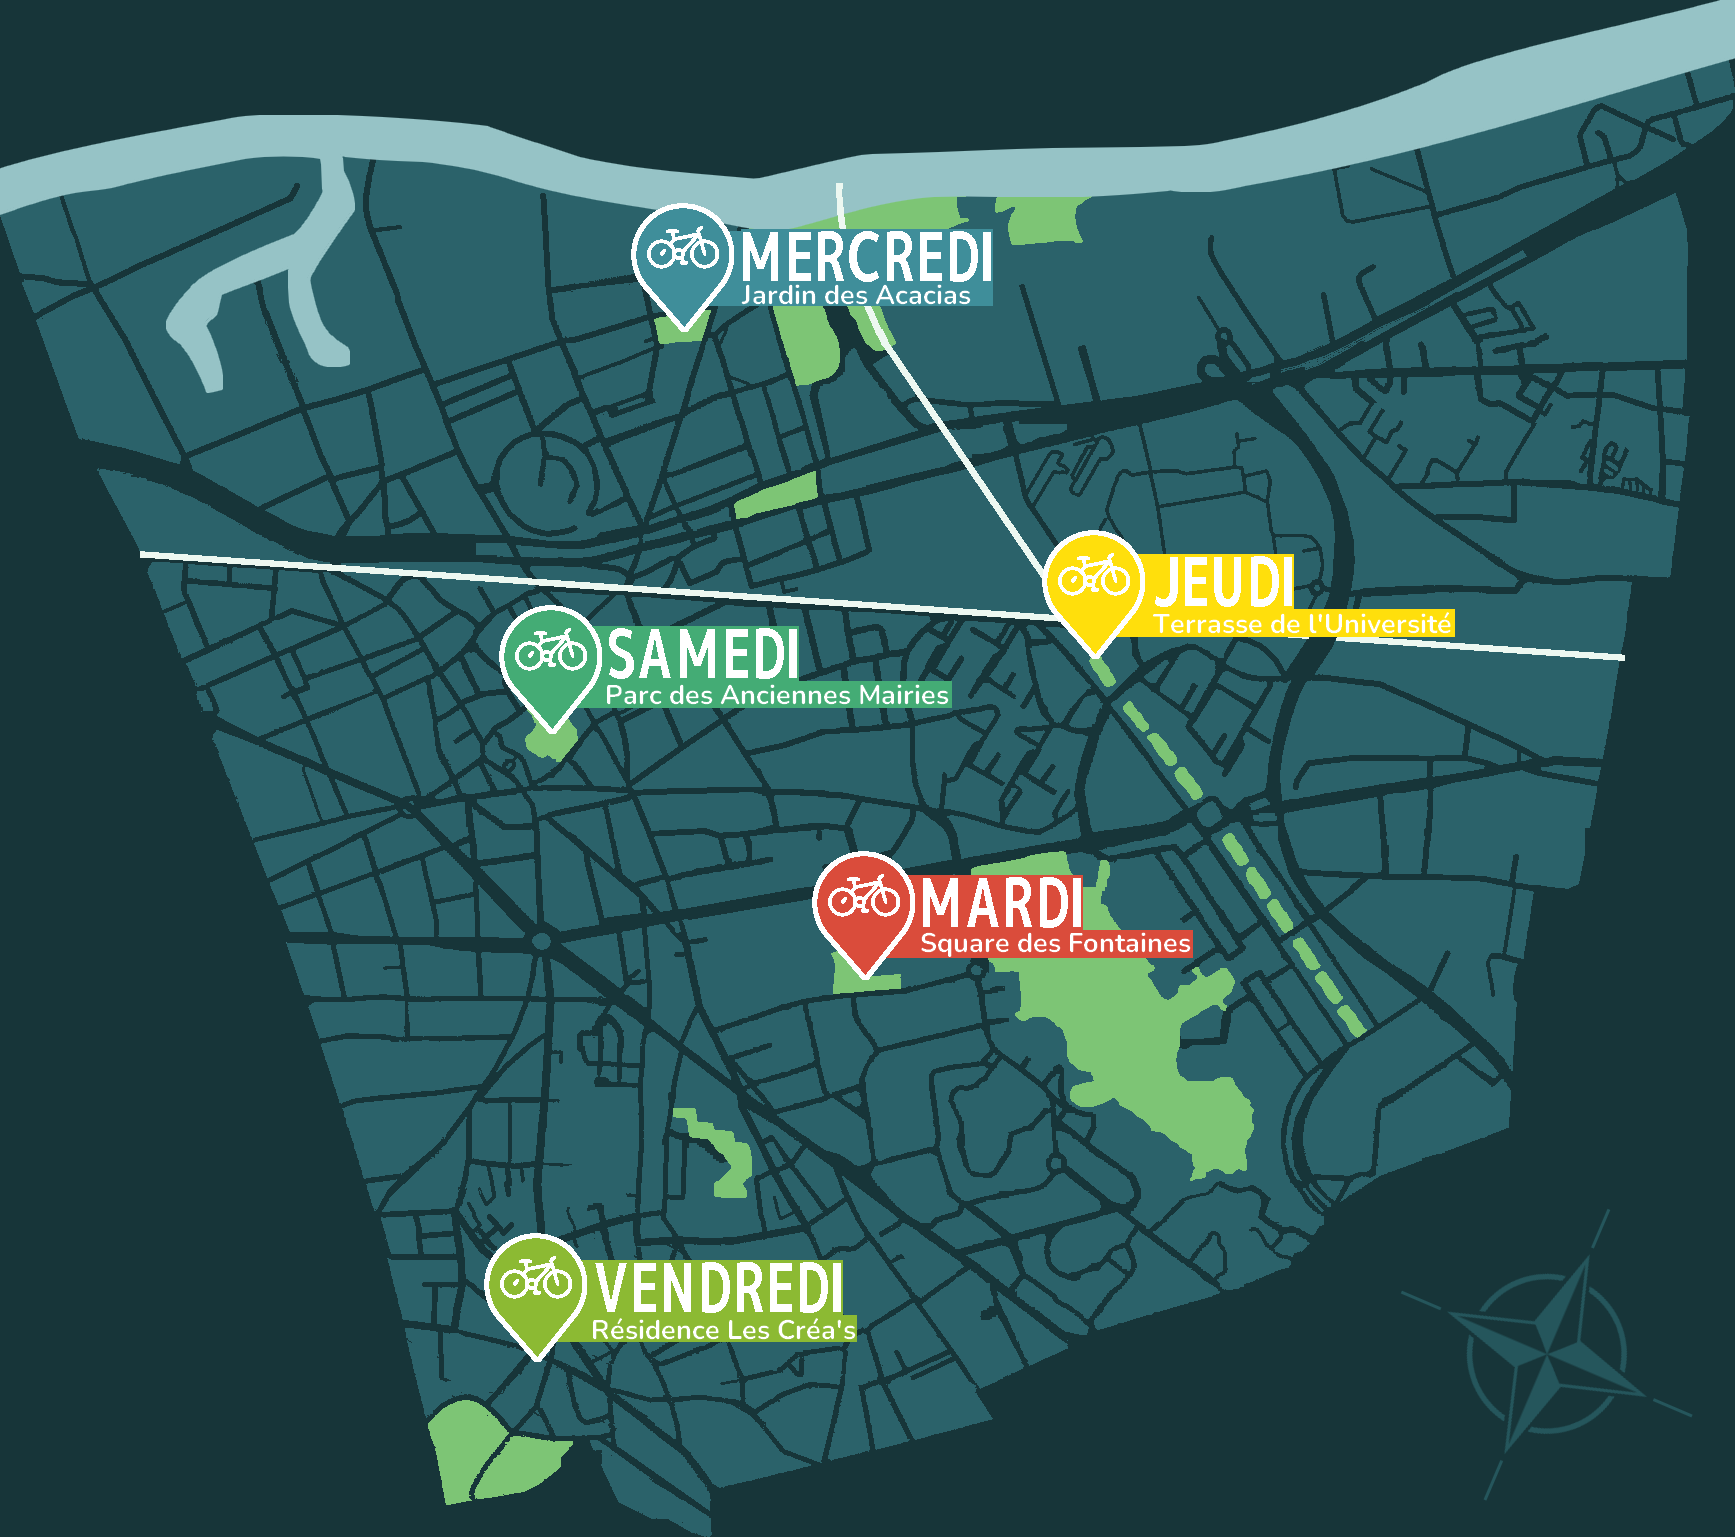 MERCREDI
Jardin des Acacias
JEUDI
Terrasse de l'Université
SAMEDI
Parc des Anciennes Mairies
MARDI
Square des Fontaines
VENDREDI
Résidence Les Créa's